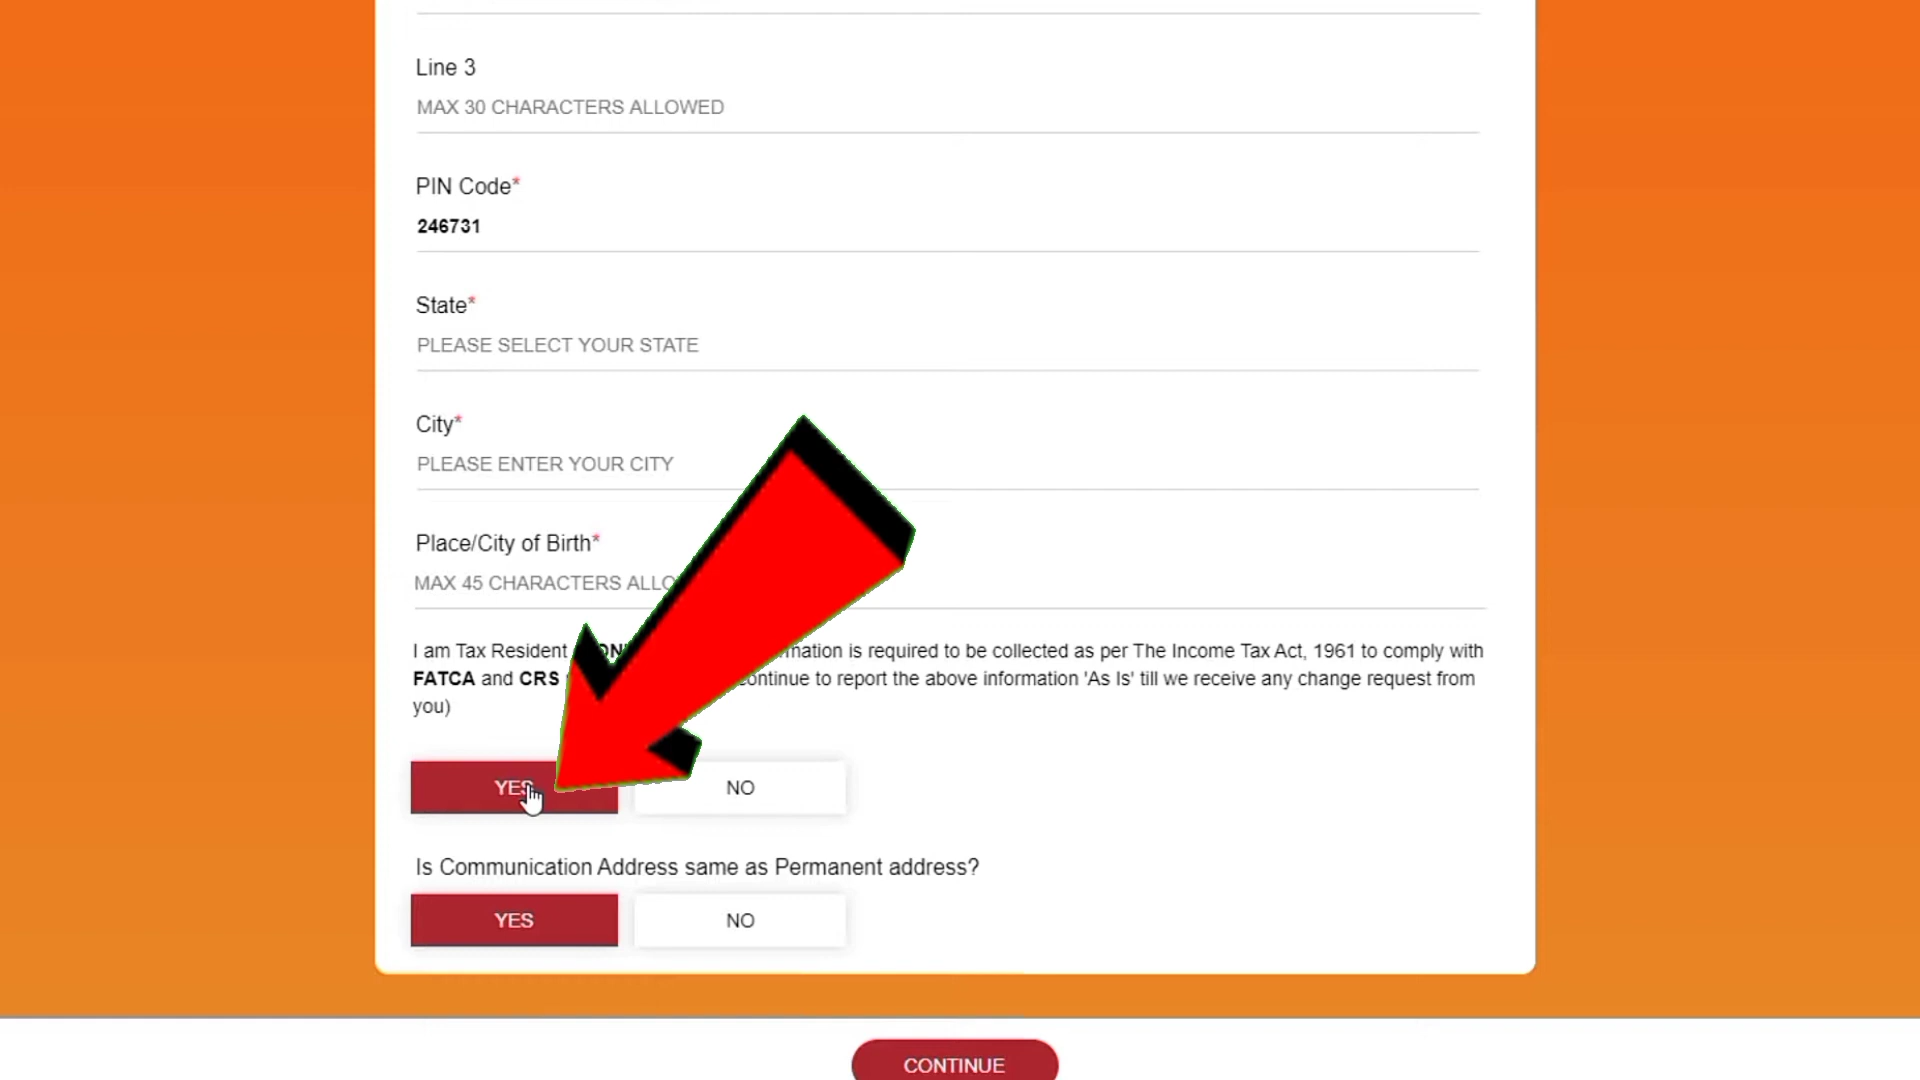 Line 3
MAX 30 CHARACTERS ALLOWED
PIN Code*
246731
State*
PLEASE SELECT YOUR STATE
City*
PLEASE ENTER YOUR CITY
Place/City of Birth*
MAX 45 CHARACTERS
I am Tax Resident is required to be collected as per The Income Tax Act, 1961 to comply with
FATCA and CRS continue to report the above information 'As Is' till we receive any change request from
you)
YES NO
Is Communication Address same as Permanent address?
YES NO
CONTINUE